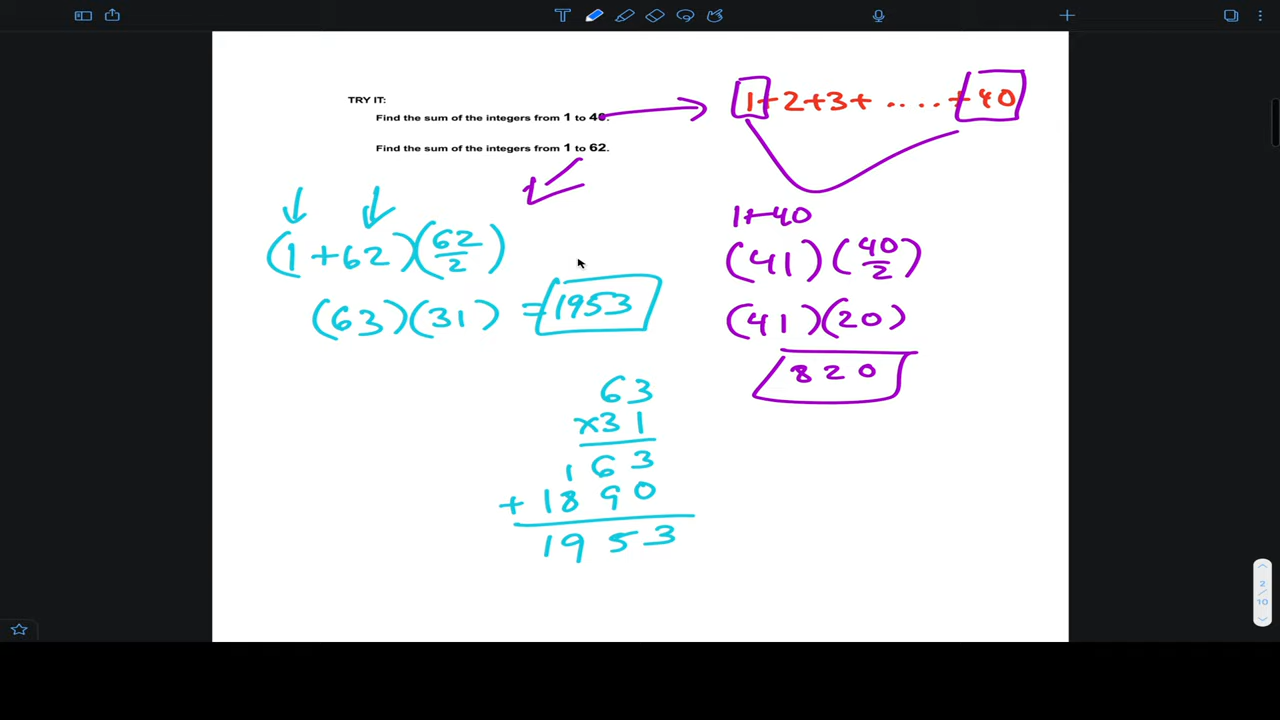 TRY IT:
Find the sum of the integers from 1 to 40.
Find the sum of the integers from 1 to 62.
1+2+3+ ..... + 40
(1+62)(62/2)
(63)(31) = 1953
63
x31
163
+1890
1953
1+40
(41)(40/2)
(41)(20)
820
2
/
10